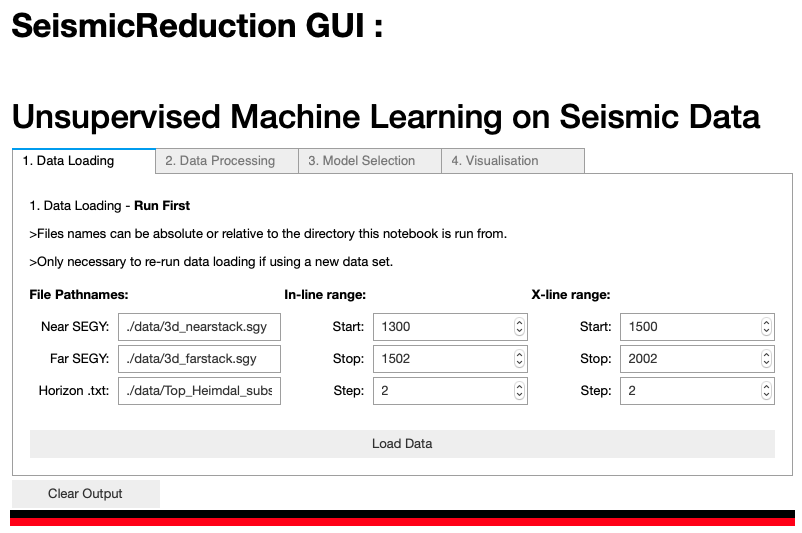 SeismicReduction GUI :
Unsupervised Machine Learning on Seismic Data
1. Data Loading 2. Data Processing 3. Model Selection 4. Visualisation
1. Data Loading - Run First
>Files names can be absolute or relative to the directory this notebook is run from.
>Only necessary to re-run data loading if using a new data set.
File Pathnames: In-line range: X-line range:
Near SEGY: ./data/3d_nearstack.sgy Start: 1300 Start: 1500
Far SEGY: ./data/3d_farstack.sgy Stop: 1502 Stop: 2002
Horizon .txt: ./data/Top_Heimdal_subs Step: 2 Step: 2
Load Data
Clear Output